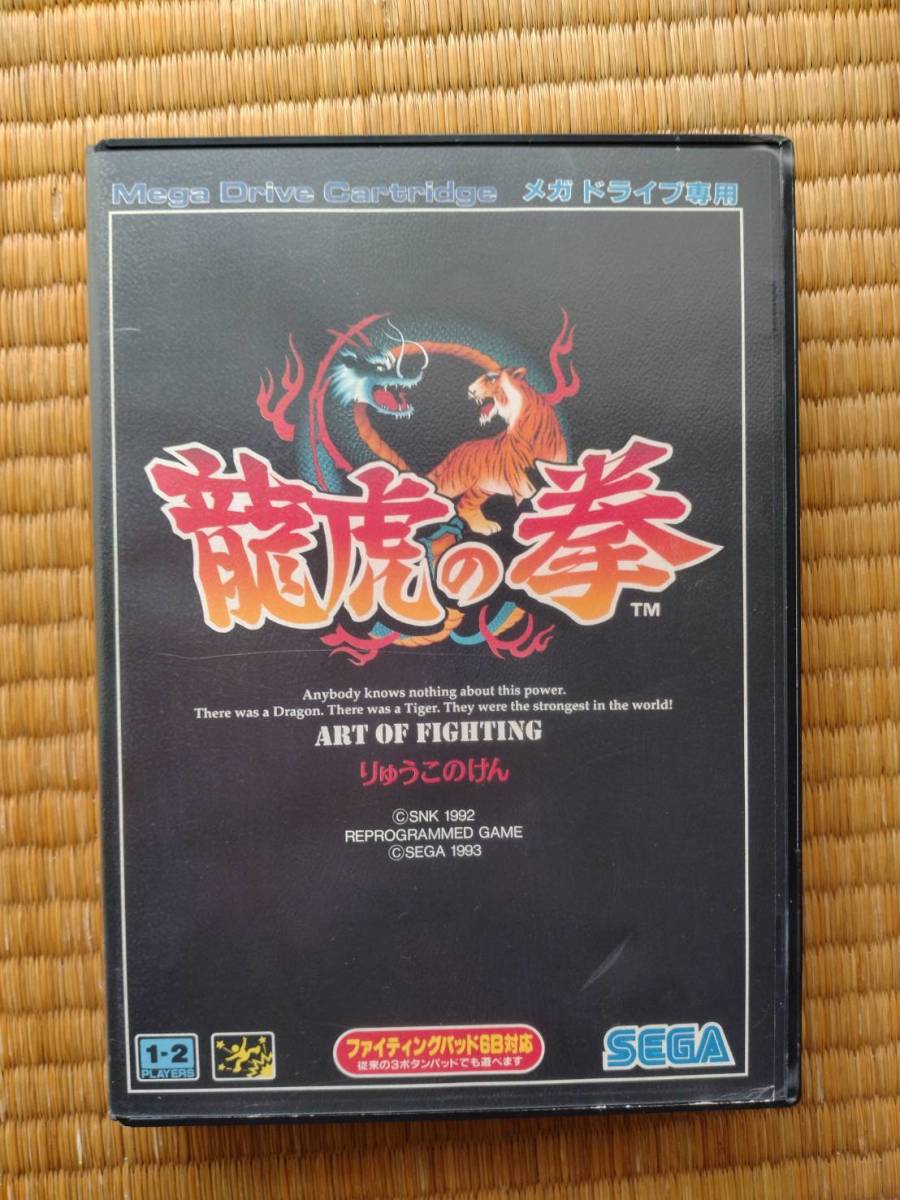 Mega Drive Cartridge メガドライブ専用
龍虎の拳
TM
Anybody knows nothing about this power.
There was a Dragon. There was a Tiger. They were the strongest in the world!
ART OF FIGHTING
りゅうこのけん
©SNK 1992
REPROGRAMMED GAME
©SEGA 1993
1-2
PLAYERS
ファイティングパッド6B対応
従来の3ボタンパッドでも遊べます
SEGA